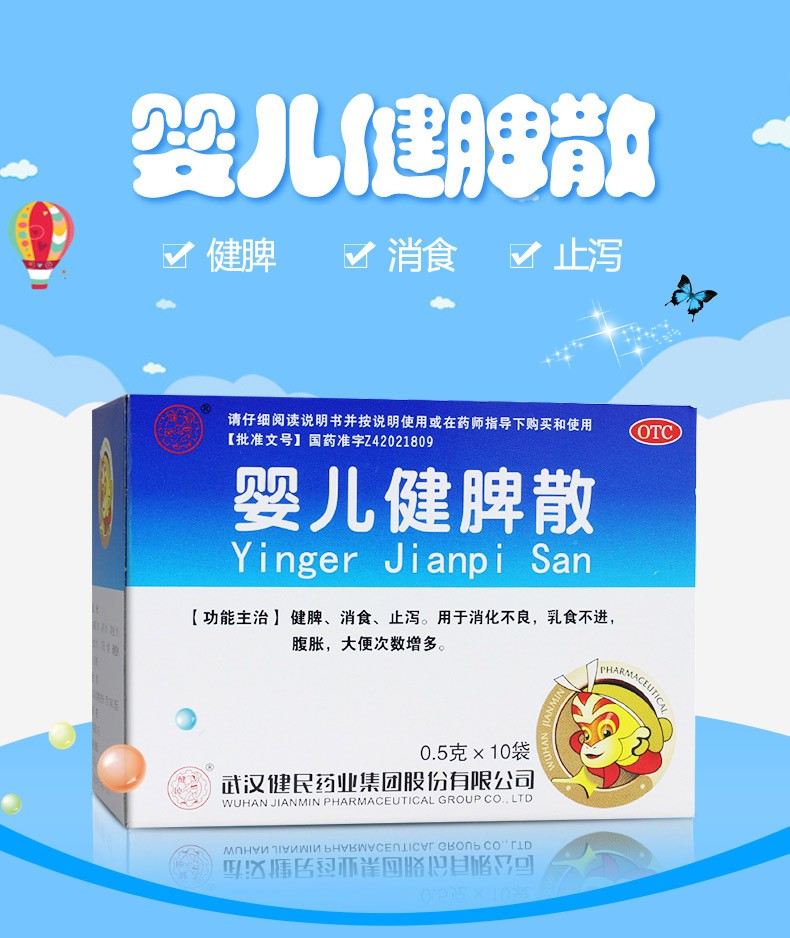 婴儿健脾散
健脾 消食 止泻
请仔细阅读说明书并按说明使用或在药师指导下购买和使用
【批准文号】国药准字Z42021809
OTC
婴儿健脾散
Yinger Jianpi San
【功能主治】健脾、消食、止泻。用于消化不良，乳食不进，
腹胀，大便次数增多。
WUHAN JIANMIN PHARMACEUTICAL
0.5克×10袋
武汉健民药业集团股份有限公司
WUHAN JIANMIN PHARMACEUTICAL GROUP CO., LTD